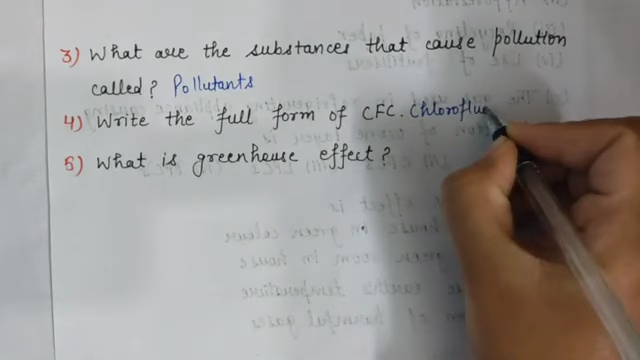 3) What are the substances that cause pollution
called? Pollutants
4) Write the full form of CFC. Chloroflu
5) What is greenhouse effect?